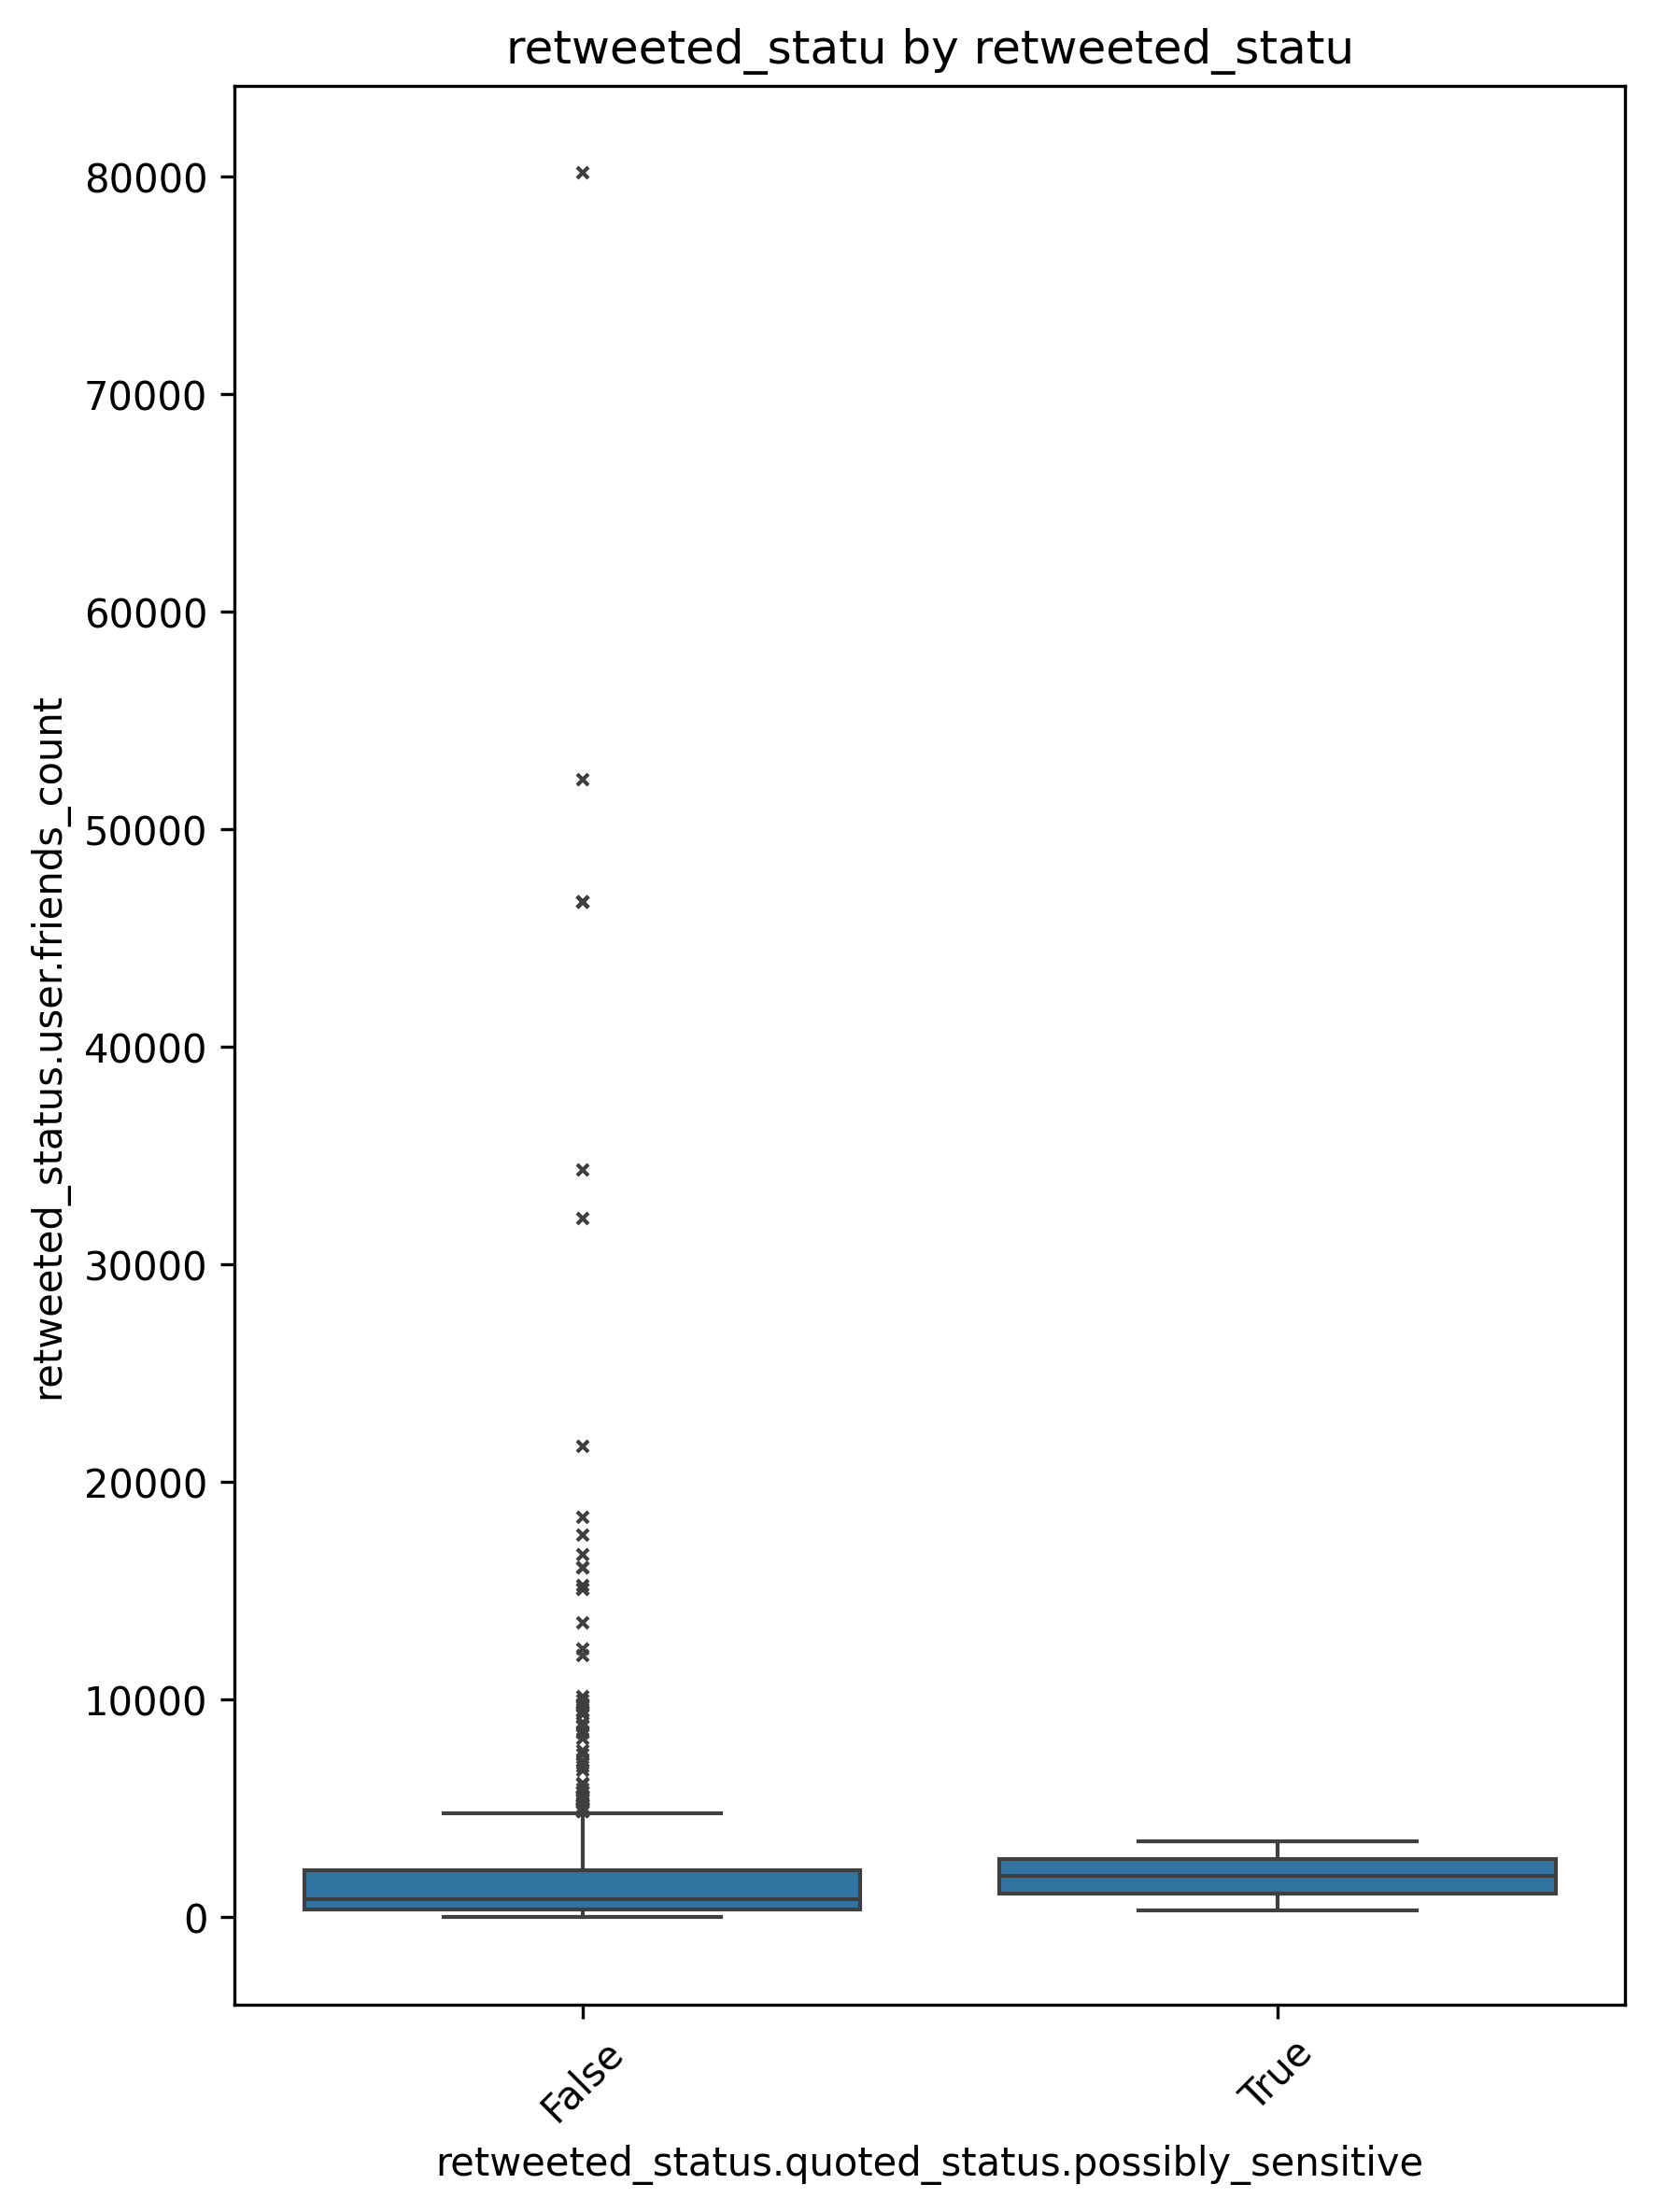 retweeted_statu by retweeted_statu
retweeted_status.user.friends_count
80000
70000
60000
50000
40000
30000
20000
10000
0
False
True
retweeted_status.quoted_status.possibly_sensitive